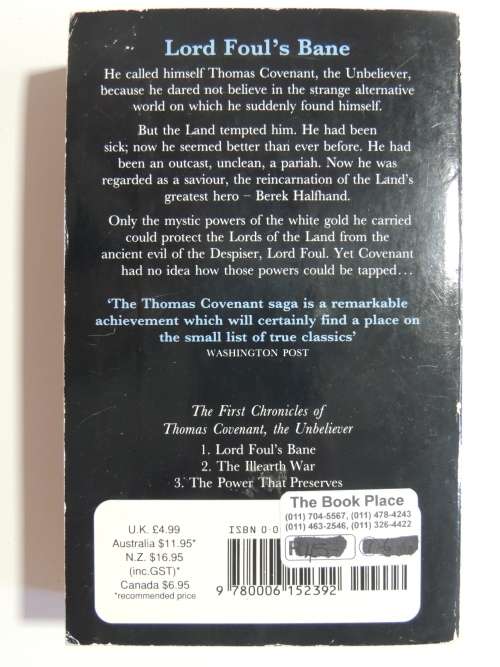 Lord Foul's Bane
He called himself Thomas Covenant, the Unbeliever,
because he dared not believe in the strange alternative
world on which he suddenly found himself.
But the Land tempted him. He had been
sick; now he seemed better than ever before. He had
been an outcast, unclean, a pariah. Now he was
regarded as a saviour, the reincarnation of the Land's
greatest hero – Berek Halfhand.
Only the mystic powers of the white gold he carried
could protect the Lords of the Land from the
ancient evil of the Despiser, Lord Foul. Yet Covenant
had no idea how those powers could be tapped…
'The Thomas Covenant saga is a remarkable
achievement which will certainly find a place on
the small list of true classics'
WASHINGTON POST
The First Chronicles of
Thomas Covenant, the Unbeliever
1. Lord Foul's Bane
2. The Illearth War
3. The Power That Preserves
U.K. £4.99
Australia $11.95*
N.Z. $16.95
(inc.GST)*
Canada $6.95
*recommended price
ISBN 0-0
9 780006 152392
The Book Place
(011) 704-5567, (011) 478-4243
(011) 463-2546, (011) 326-4422